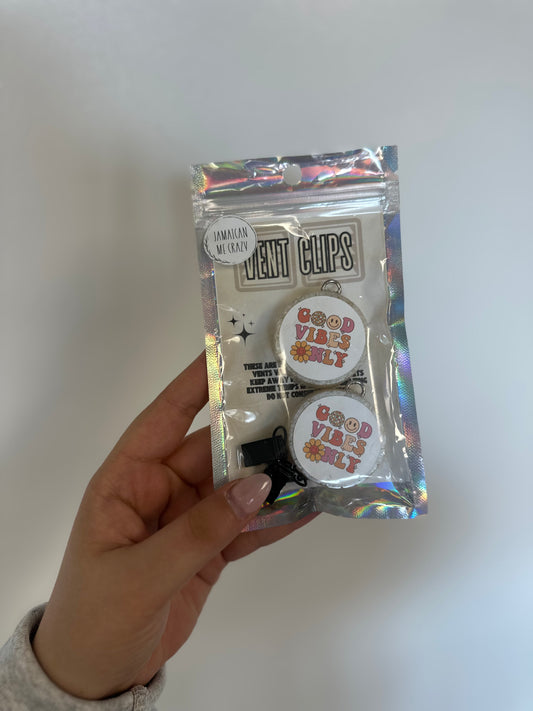 JAMAICAN
ME CRAZY
VENT CLIPS
GOOD
VIBES
ONLY
THESE ARE
VENTS
KEEP AWAY
EXTREME TEMPS
DO NOT
GOOD
VIBES
ONLY